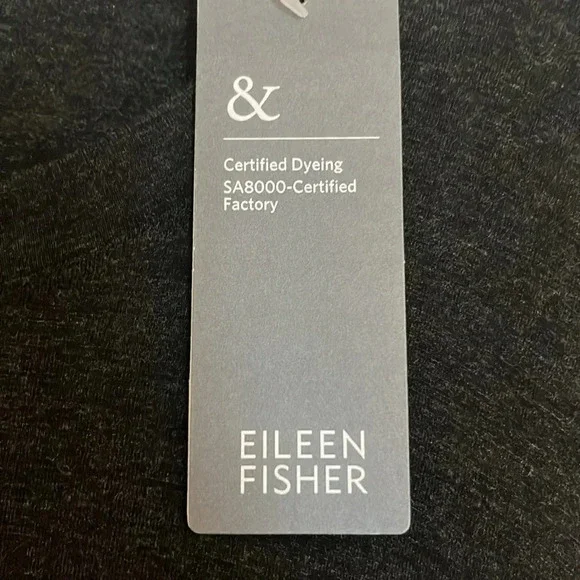 &
Certified Dyeing
SA8000-Certified
Factory
EILEEN
FISHER